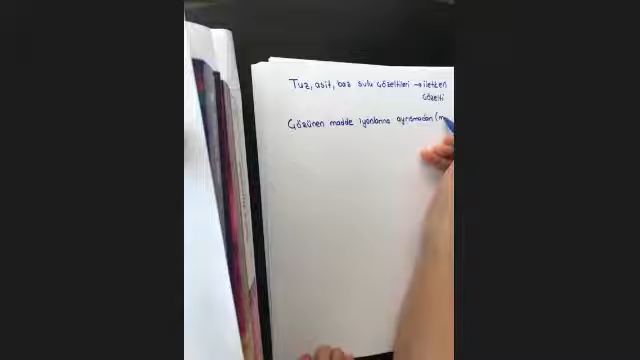 Tuz, asit, baz sulu çözeltileri → iletken
çözelti
Çözünen madde iyonlarına ayrışmadan (m